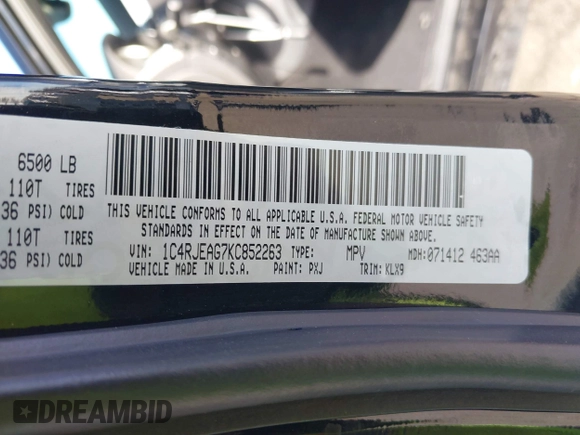 6500 LB
110T TIRES
36 PSI) COLD
110T TIRES
36 PSI) COLD
THIS VEHICLE CONFORMS TO ALL APPLICABLE U.S.A. FEDERAL MOTOR VEHICLE SAFETY
STANDARDS IN EFFECT ON THE DATE OF MANUFACTURE SHOWN ABOVE.
VIN: 1C4RJEAG7KC852263 TYPE: MPV MDH: 071412 463AA
VEHICLE MADE IN U.S.A. PAINT: PXJ TRIM: KLX9
DREAMBID